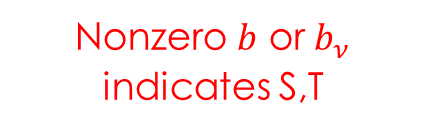 Nonzero 𝑏 or 𝑏ᵥ
indicates S,T